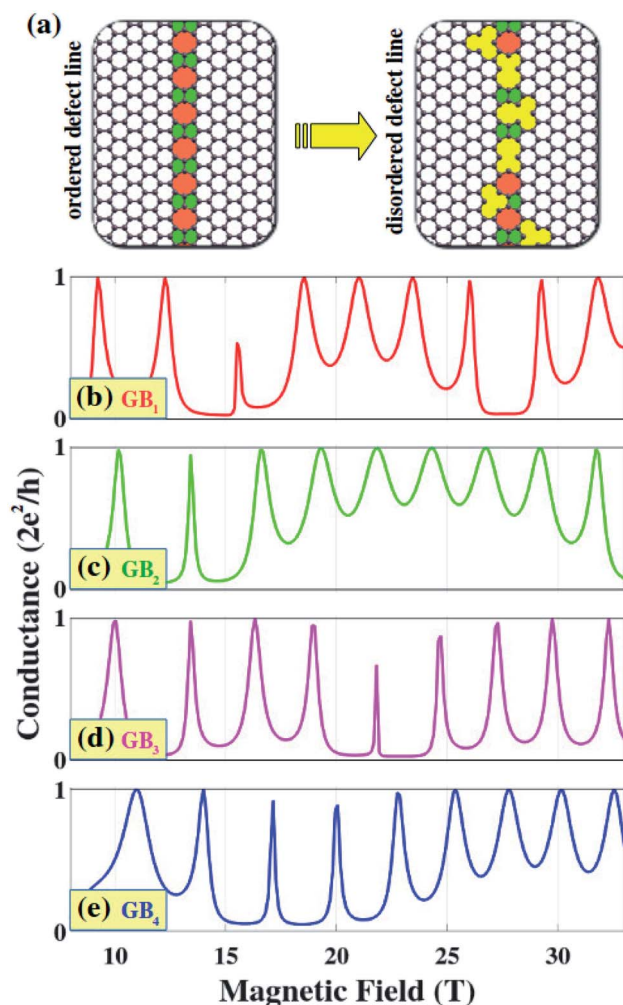 (a)
ordered defect line
disordered defect line
1
(b) GB₁
0
1
(c) GB₂
0
1
(d) GB₃
0
1
(e) GB₄
0
Conductance (2e²/h)
10 15 20 25 30
Magnetic Field (T)